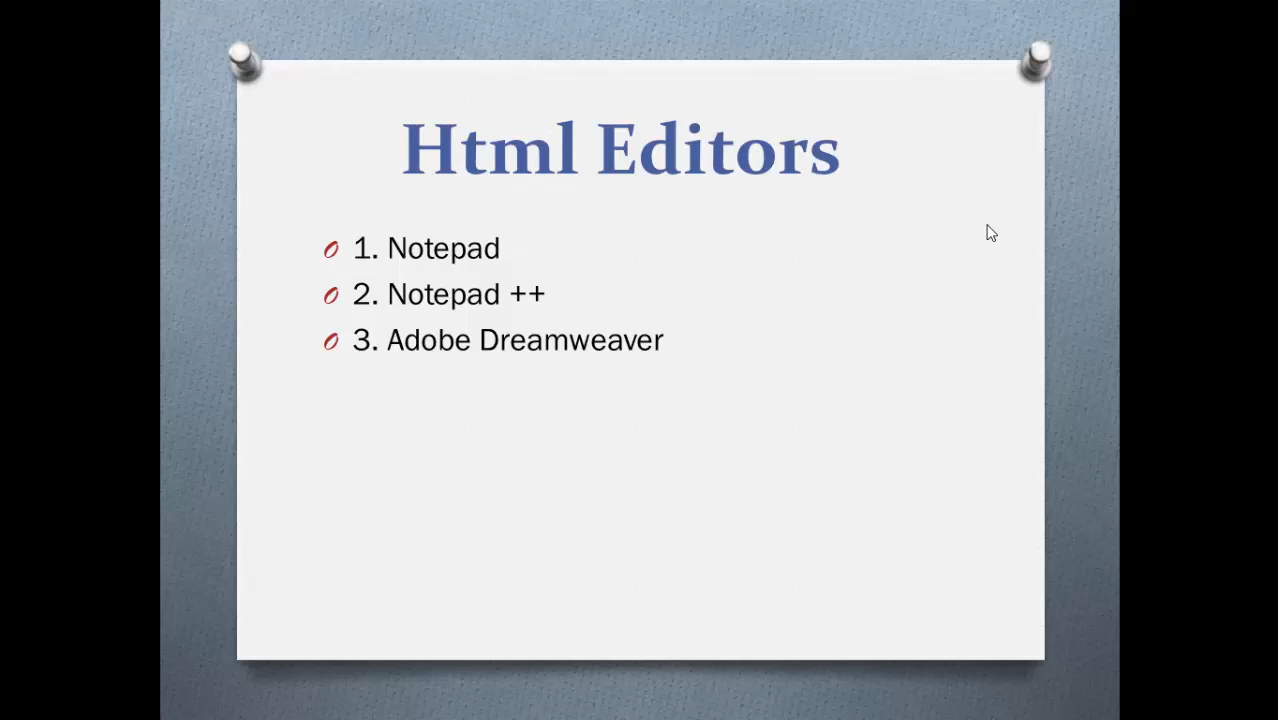 Html Editors
1. Notepad
2. Notepad ++
3. Adobe Dreamweaver